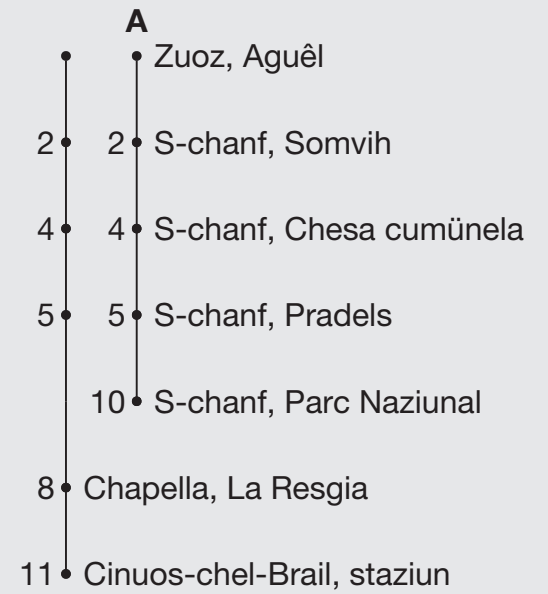 A
Zuoz, Aguêl
2 2 S-chanf, Somvih
4 4 S-chanf, Chesa cumünela
5 5 S-chanf, Pradels
10 S-chanf, Parc Naziunal
8 Chapella, La Resgia
11 Cinuos-chel-Brail, staziun